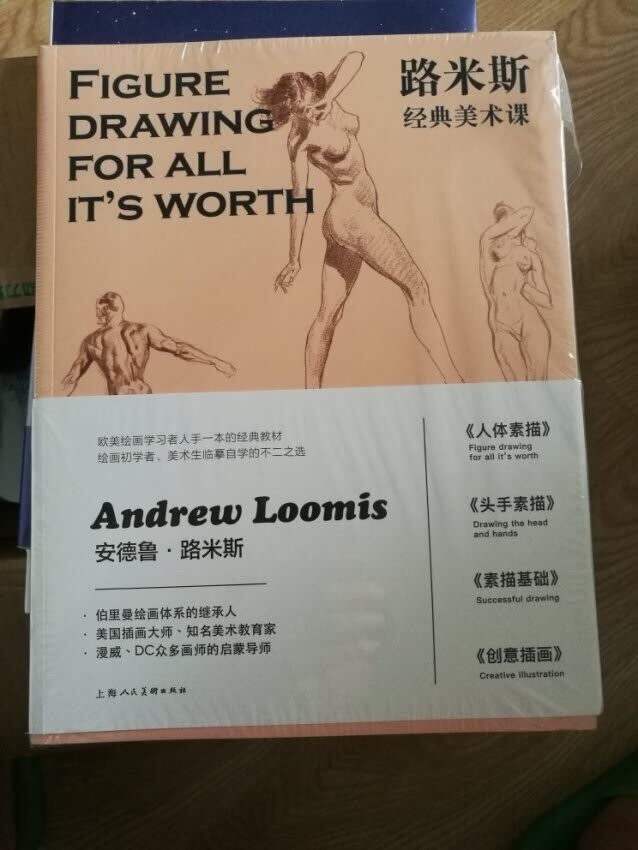 FIGURE
DRAWING
FOR ALL
IT'S WORTH
路米斯
经典美术课
欧美绘画学习者人手一本的经典教材
绘画初学者、美术生临摹自学的不二之选
Andrew Loomis
安德鲁·路米斯
· 伯里曼绘画体系的继承人
· 美国插画大师、知名美术教育家
· 漫威、DC众多画师的启蒙导师
上海人民美術出版社
《人体素描》
Figure drawing
for all it's worth
《头手素描》
Drawing the head
and hands
《素描基础》
Successful drawing
《创意插画》
Creative illustration